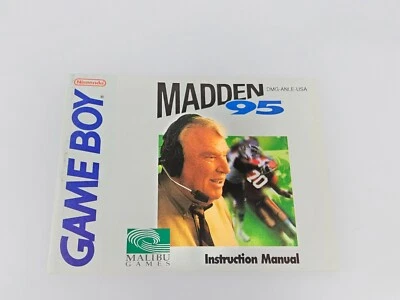 Nintendo
GAME BOY
MADDEN
95
DMG-ANLE-USA
20
MALIBU
GAMES
Instruction Manual